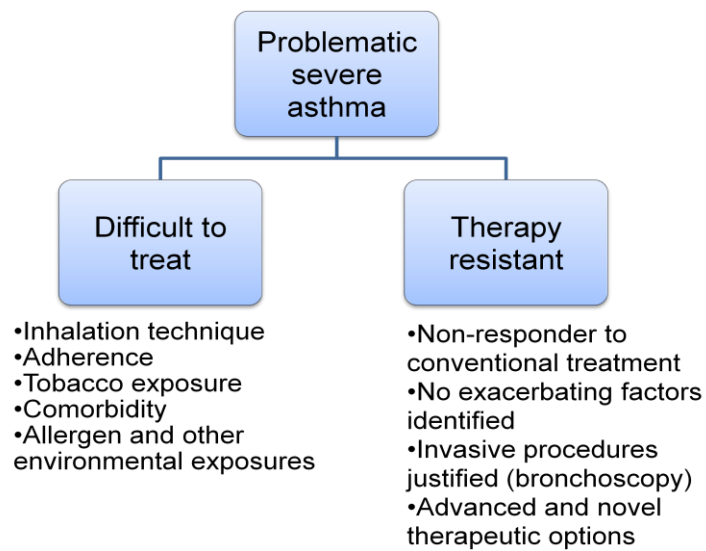 Problematic
severe
asthma
Difficult to
treat
Therapy
resistant
•Inhalation technique
•Adherence
•Tobacco exposure
•Comorbidity
•Allergen and other
environmental exposures
•Non-responder to
conventional treatment
•No exacerbating factors
identified
•Invasive procedures
justified (bronchoscopy)
•Advanced and novel
therapeutic options